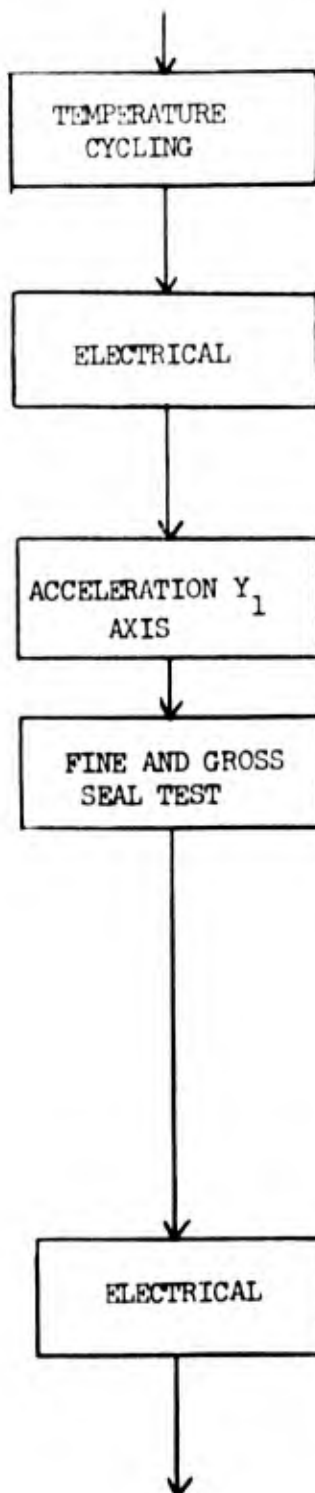 TEMPERATURE
CYCLING
ELECTRICAL
ACCELERATION Y₁
AXIS
FINE AND GROSS
SEAL TEST
ELECTRICAL